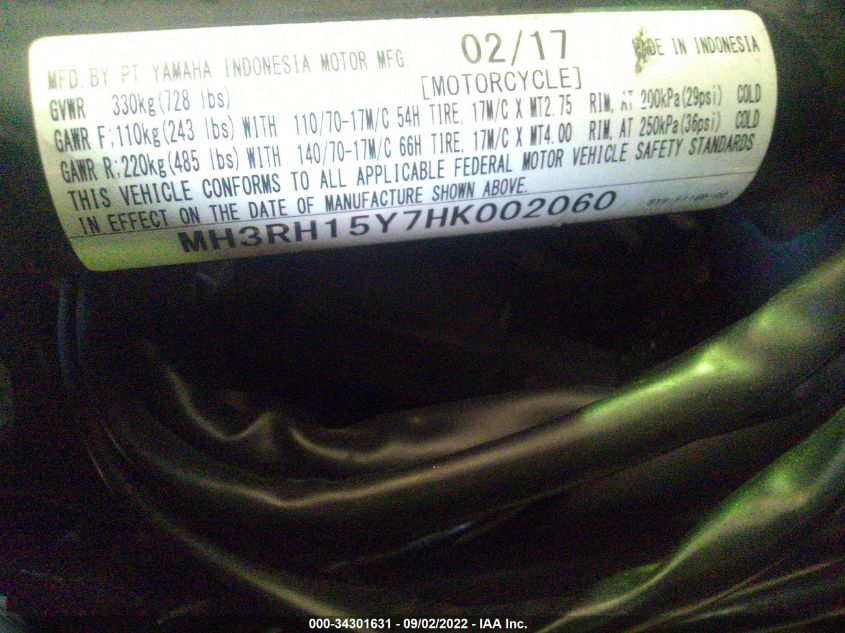 MFD. BY PT YAMAHA INDONESIA MOTOR MFG. 02/17 MADE IN INDONESIA
[MOTORCYCLE]
GVWR 330kg(728 lbs)
GAWR F:110kg(243 lbs) WITH 110/70-17M/C 54H TIRE, 17M/C X MT2.75 RIM, AT 200kPa(29psi) COLD
GAWR R:220kg(485 lbs) WITH 140/70-17M/C 66H TIRE, 17M/C X MT4.00 RIM, AT 250kPa(36psi) COLD
THIS VEHICLE CONFORMS TO ALL APPLICABLE FEDERAL MOTOR VEHICLE SAFETY STANDARDS
IN EFFECT ON THE DATE OF MANUFACTURE SHOWN ABOVE.
MH3RH15Y7HK002060
000-34301631 - 09/02/2022 - IAA Inc.